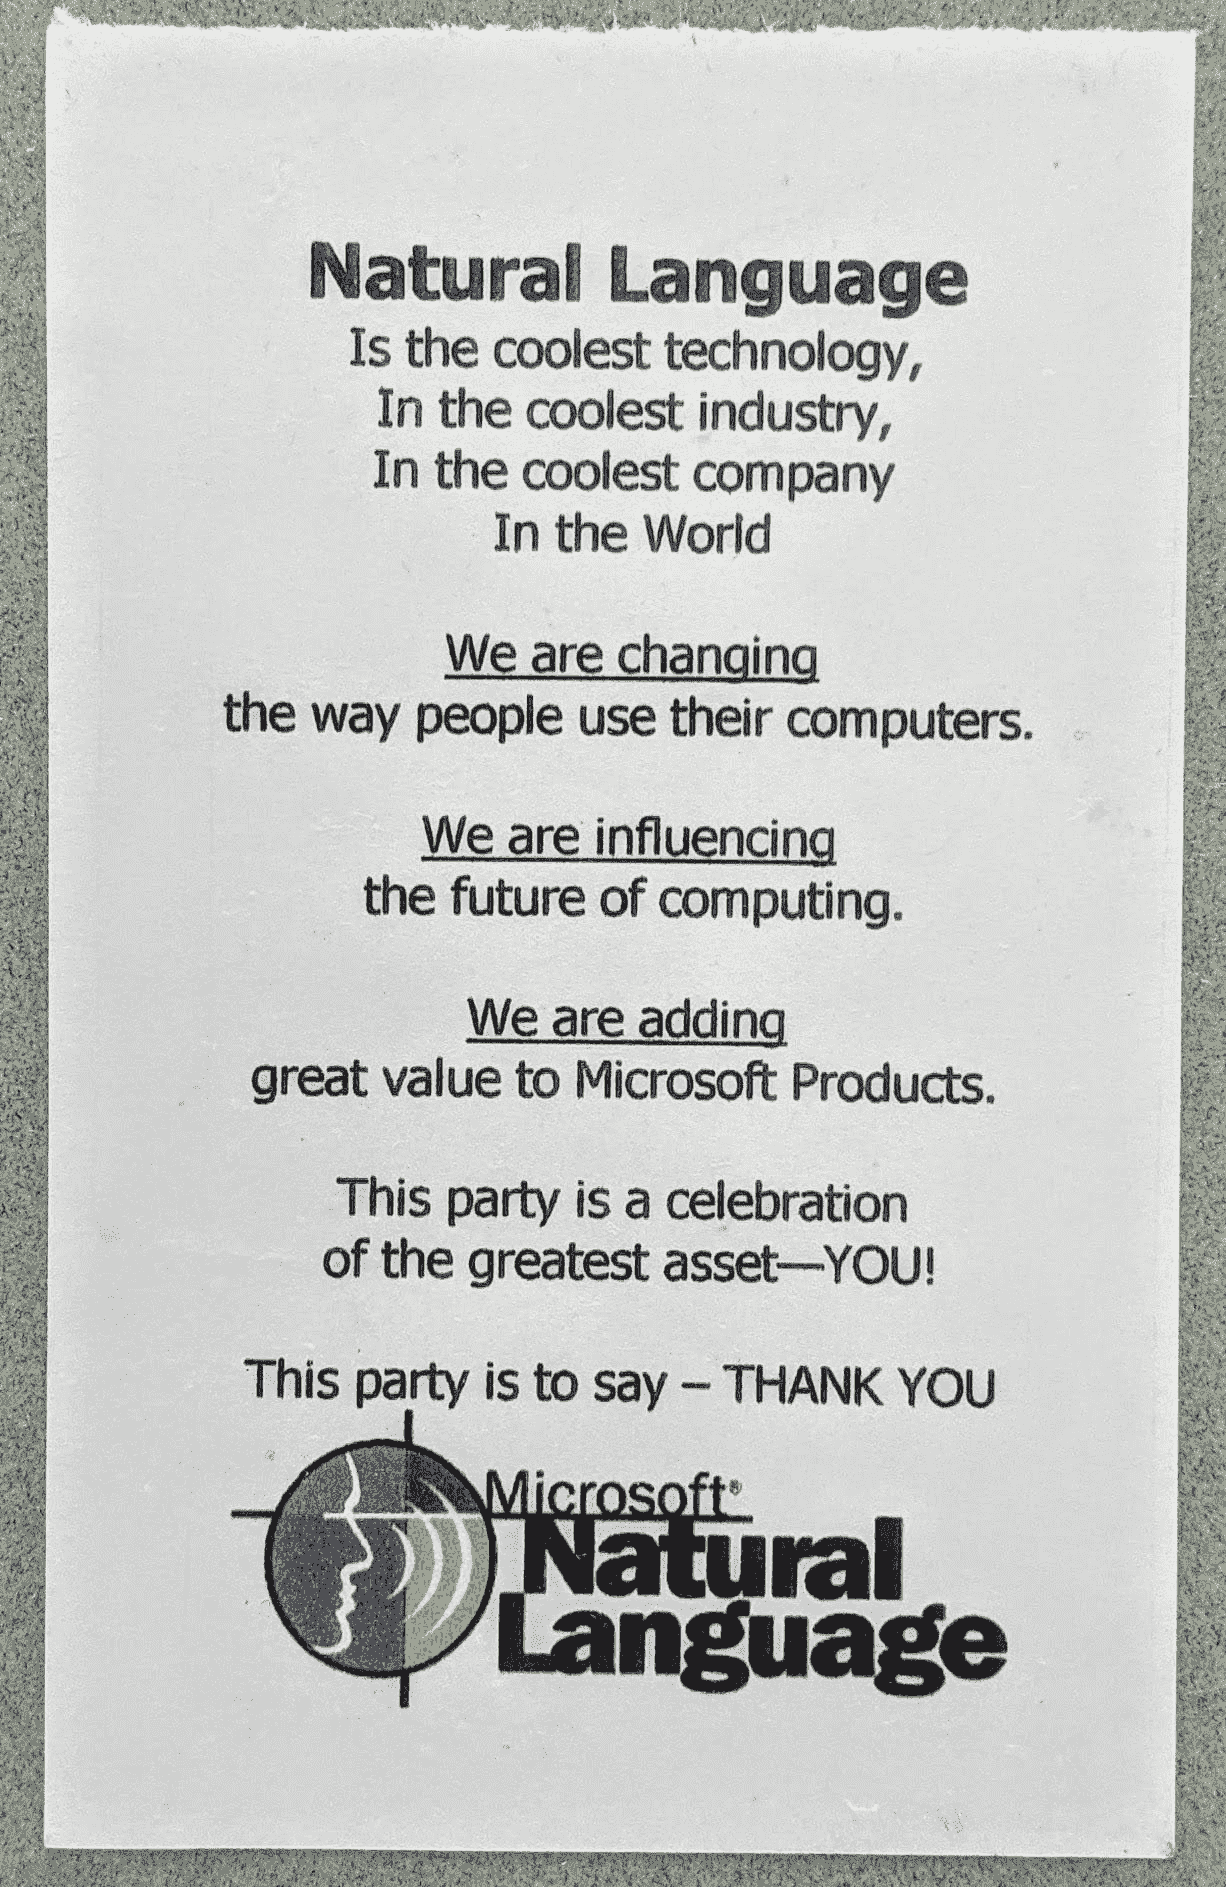 Natural Language
Is the coolest technology,
In the coolest industry,
In the coolest company
In the World
We are changing
the way people use their computers.
We are influencing
the future of computing.
We are adding
great value to Microsoft Products.
This party is a celebration
of the greatest asset—YOU!
This party is to say – THANK YOU
Microsoft®
Natural
Language